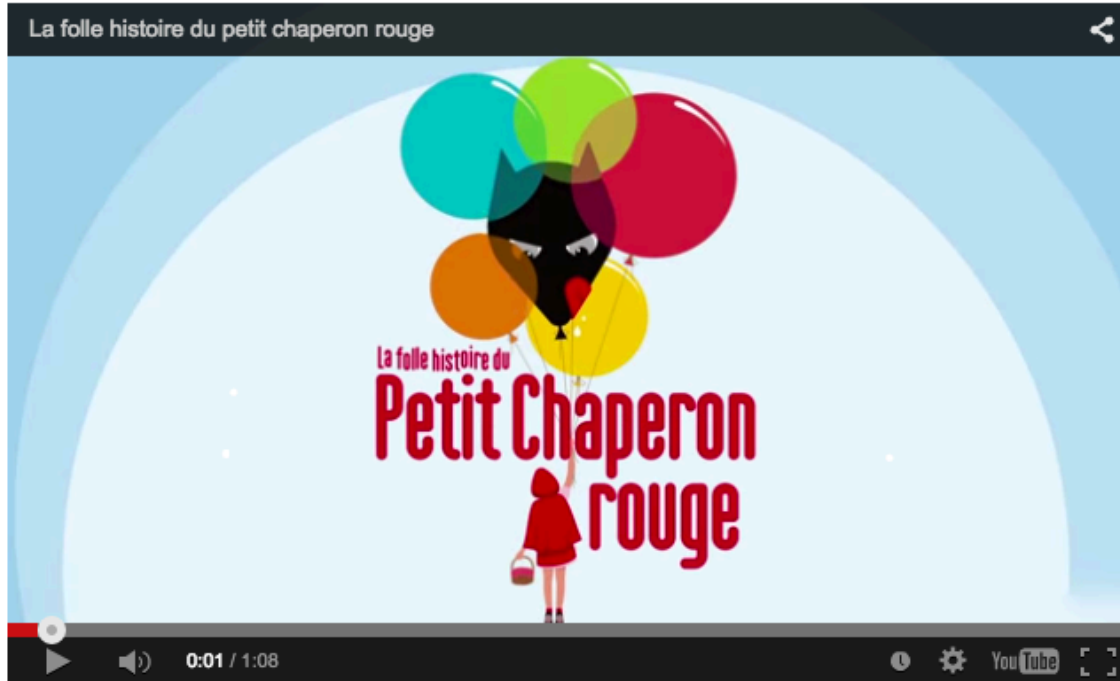 La folle histoire du petit chaperon rouge
La folle histoire du
Petit Chaperon
rouge
0:01 / 1:08
YouTube